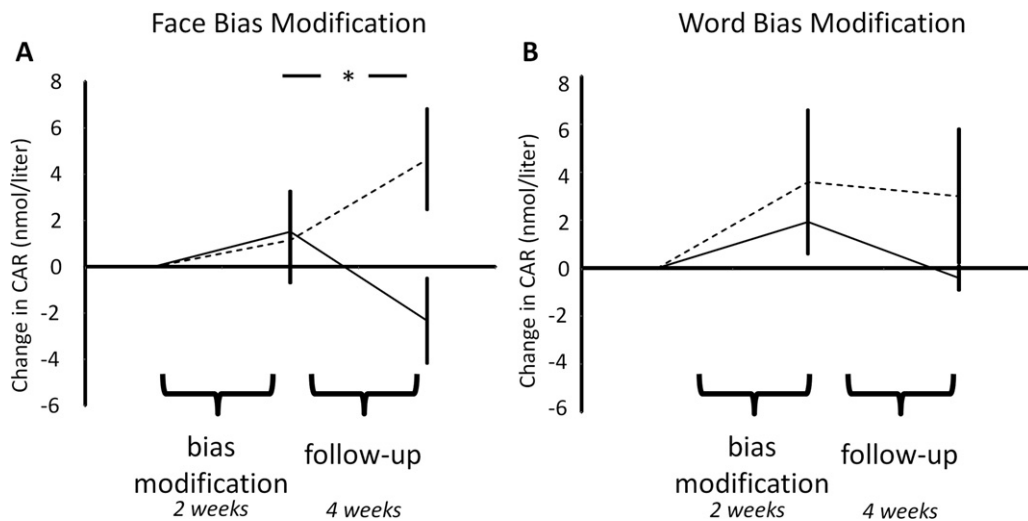 Face Bias Modification
A
*
Change in CAR (nmol/liter)
8
6
4
2
0
-2
-4
-6
bias
modification
2 weeks
follow-up
4 weeks
Word Bias Modification
B
Change in CAR (nmol/liter)
8
6
4
2
0
-2
-4
-6
bias
modification
2 weeks
follow-up
4 weeks